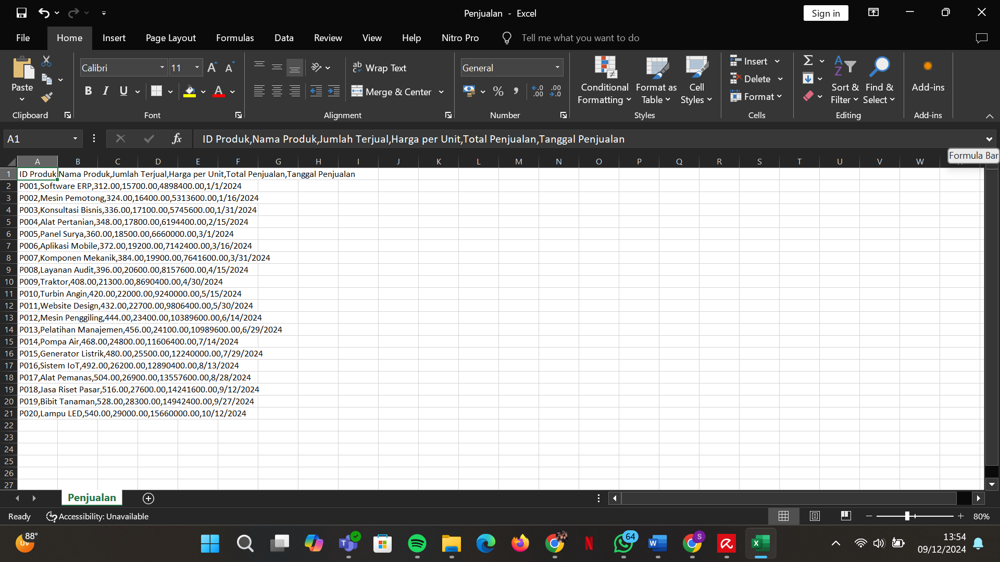 Penjualan - Excel
Sign in
File Home Insert Page Layout Formulas Data Review View Help Nitro Pro Tell me what you want to do
Paste
Clipboard
Calibri 11
B I U
Font
Wrap Text
Merge & Center
Alignment
General
Number
Conditional Formatting
Format as Table
Cell Styles
Styles
Insert
Delete
Format
Cells
Sort & Filter
Find & Select
Editing
Add-ins
Add-ins
A1 fx ID Produk,Nama Produk,Jumlah Terjual,Harga per Unit,Total Penjualan,Tanggal Penjualan
Formula Bar
A B C D E F G H I J K L M N O P Q R S T U V W
1 ID Produk,Nama Produk,Jumlah Terjual,Harga per Unit,Total Penjualan,Tanggal Penjualan
2 P001,Software ERP,312.00,15700.00,4898400.00,1/1/2024
3 P002,Mesin Pemotong,324.00,16400.00,5313600.00,1/16/2024
4 P003,Konsultasi Bisnis,336.00,17100.00,5745600.00,1/31/2024
5 P004,Alat Pertanian,348.00,17800.00,6194400.00,2/15/2024
6 P005,Panel Surya,360.00,18500.00,6660000.00,3/1/2024
7 P006,Aplikasi Mobile,372.00,19200.00,7142400.00,3/16/2024
8 P007,Komponen Mekanik,384.00,19900.00,7641600.00,3/31/2024
9 P008,Layanan Audit,396.00,20600.00,8157600.00,4/15/2024
10 P009,Traktor,408.00,21300.00,8690400.00,4/30/2024
11 P010,Turbin Angin,420.00,22000.00,9240000.00,5/15/2024
12 P011,Website Design,432.00,22700.00,9806400.00,5/30/2024
13 P012,Mesin Penggiling,444.00,23400.00,10389600.00,6/14/2024
14 P013,Pelatihan Manajemen,456.00,24100.00,10989600.00,6/29/2024
15 P014,Pompa Air,468.00,24800.00,11606400.00,7/14/2024
16 P015,Generator Listrik,480.00,25500.00,12240000.00,7/29/2024
17 P016,Sistem IoT,492.00,26200.00,12890400.00,8/13/2024
18 P017,Alat Pemanas,504.00,26900.00,13557600.00,8/28/2024
19 P018,Jasa Riset Pasar,516.00,27600.00,14241600.00,9/12/2024
20 P019,Bibit Tanaman,528.00,28300.00,14942400.00,9/27/2024
21 P020,Lampu LED,540.00,29000.00,15660000.00,10/12/2024
22
23
24
25
26
27
Penjualan
Ready Accessibility: Unavailable
80%
88°
UV
64
S
13:54
09/12/2024